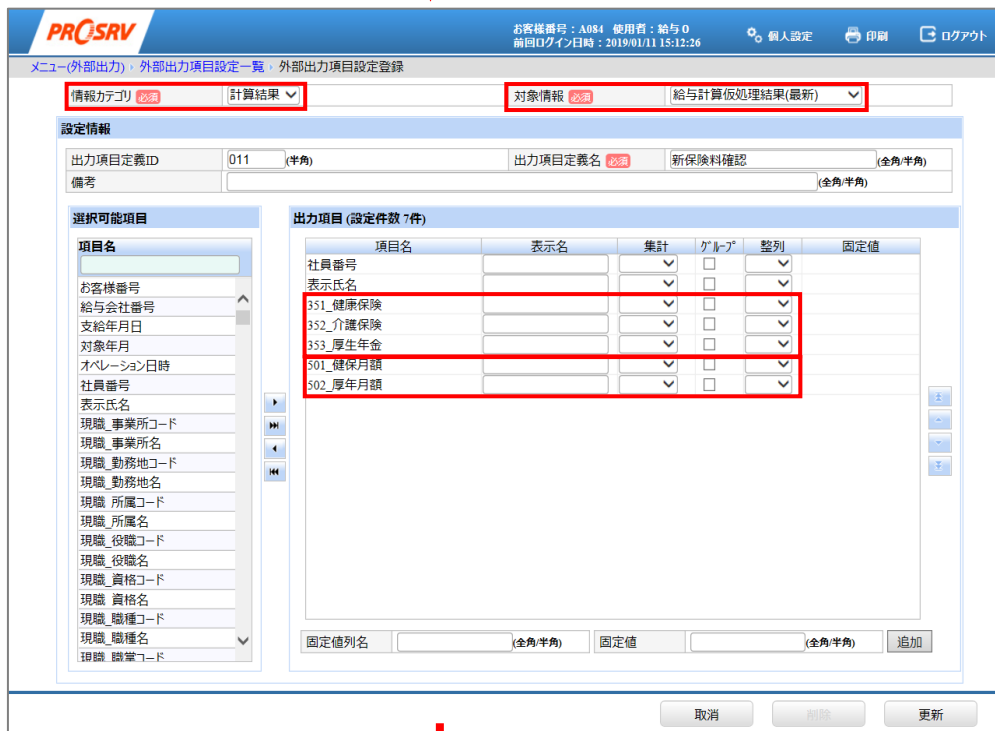 PROSRV
お客様番号：A084 使用者：給与０
前回ログイン日時：2019/01/11 15:12:26
個人設定
印刷
ログアウト
メニュー(外部出力)› 外部出力項目設定一覧› 外部出力項目設定登録
情報カテゴリ 必須 計算結果 対象情報 必須 給与計算仮処理結果(最新)
設定情報
出力項目定義ID 011 (半角) 出力項目定義名 必須 新保険料確認 (全角/半角)
備考 (全角/半角)
選択可能項目
項目名
お客様番号
給与会社番号
支給年月日
対象年月
オペレーション日時
社員番号
表示氏名
現職_事業所コード
現職_事業所名
現職_勤務地コード
現職_勤務地名
現職_所属コード
現職_所属名
現職_役職コード
現職_役職名
現職_資格コード
現職_資格名
現職_職種コード
現職_職種名
現職_職掌コード
出力項目 (設定件数 7件)
項目名 表示名 集計 ｸﾞﾙｰﾌﾟ 整列 固定値
社員番号
表示氏名
351_健康保険
352_介護保険
353_厚生年金
501_健保月額
502_厚年月額
固定値列名 (全角/半角) 固定値 (全角/半角) 追加
取消 削除 更新